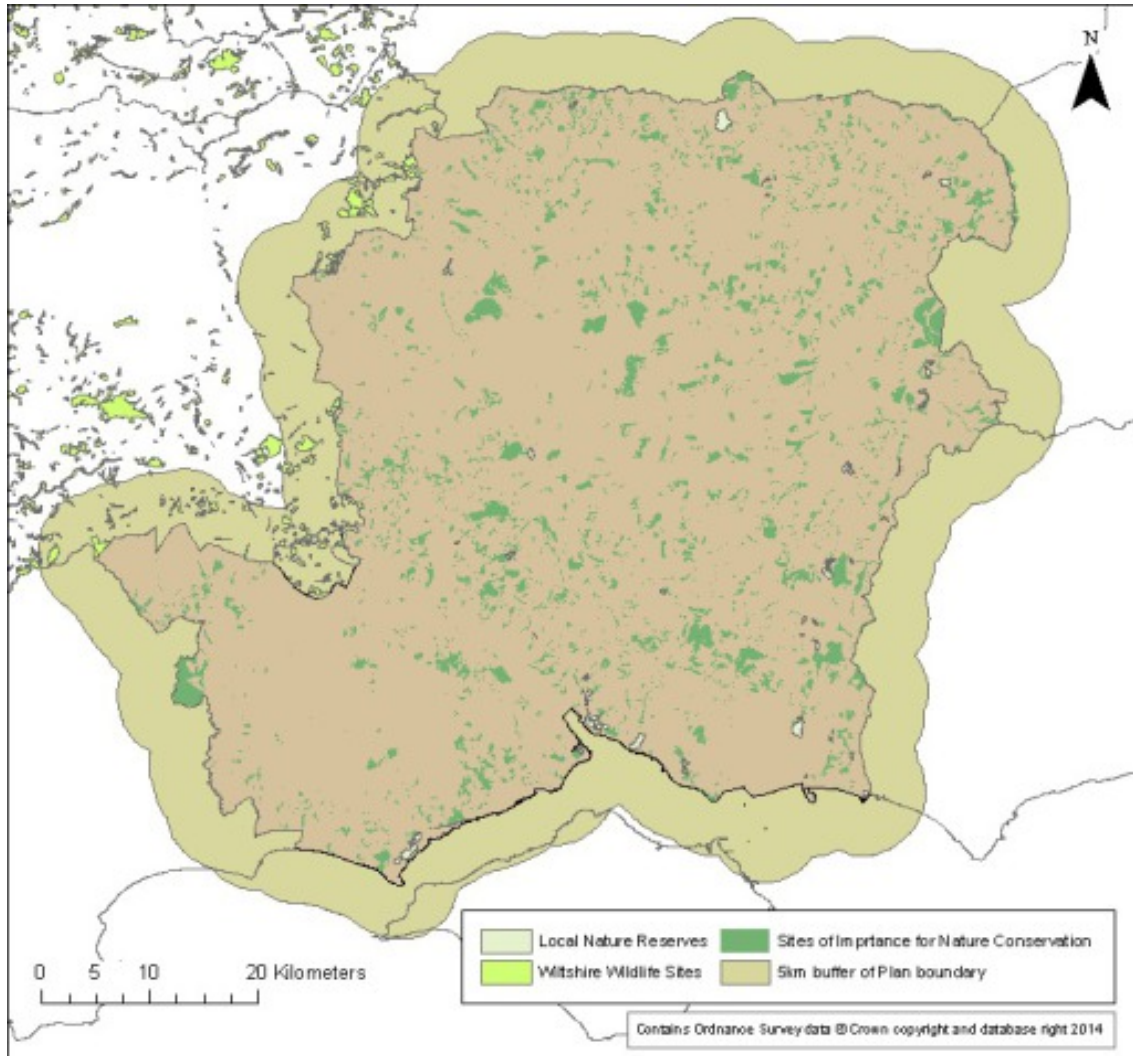 N
Local Nature Reserves
Sites of Imprtance for Nature Conservation
Wiltshire Wildlife Sites
5km buffer of Plan boundary
0 5 10 20 Kilometers
Contains Ordnance Survey data © Crown copyright and database right 2014